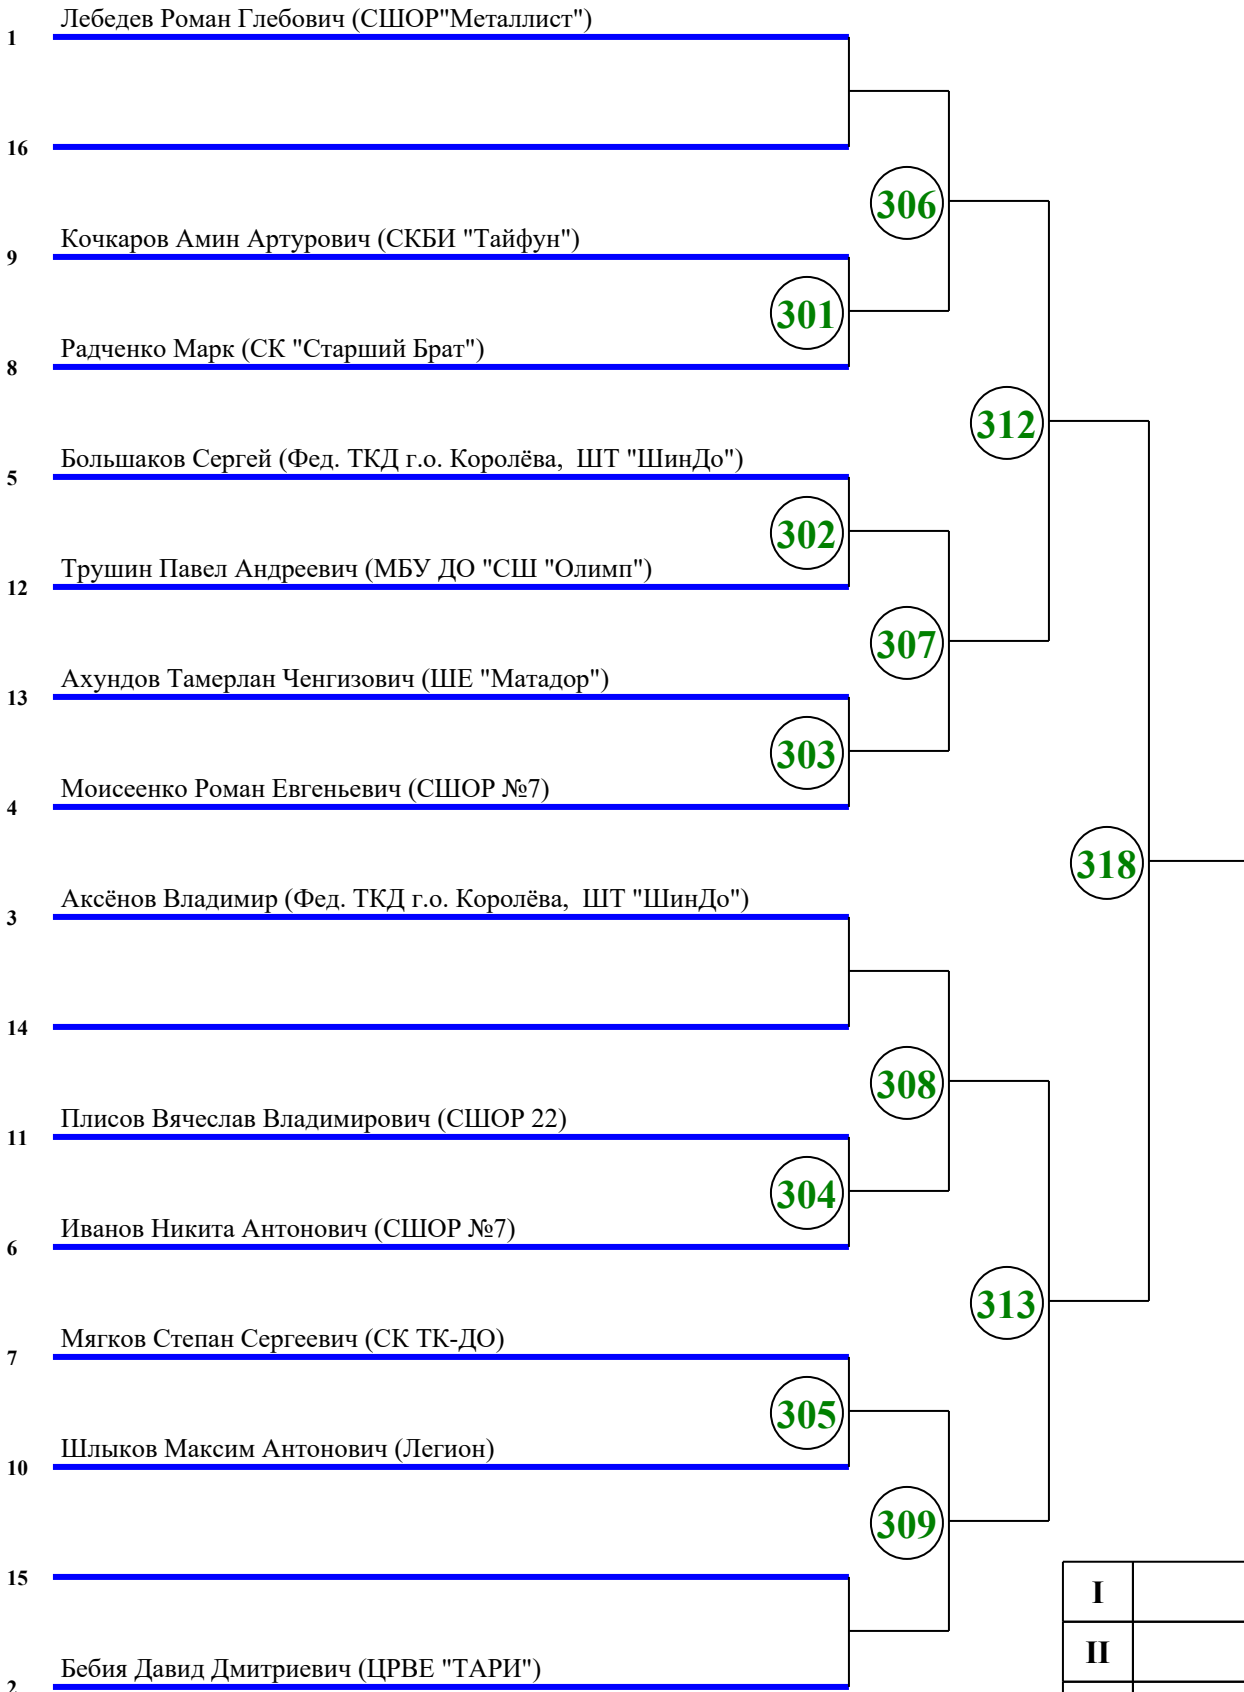 Лебедев Роман Глебович (СШОР"Металлист")
1
16
306
Кочкаров Амин Артурович (СКБИ "Тайфун")
9
301
Радченко Марк (СК "Старший Брат")
8
312
Большаков Сергей (Фед. ТКД г.о. Королёва,  ШТ "ШинДо")
5
302
Трушин Павел Андреевич (МБУ ДО "СШ "Олимп")
12
307
Ахундов Тамерлан Ченгизович (ШЕ "Матадор")
13
303
Моисеенко Роман Евгеньевич (СШОР №7)
4
318
Аксёнов Владимир (Фед. ТКД г.о. Королёва,  ШТ "ШинДо")
3
14
308
Плисов Вячеслав Владимирович (СШОР 22)
11
304
Иванов Никита Антонович (СШОР №7)
6
313
Мягков Степан Сергеевич (СК ТК-ДО)
7
305
Шлыков Максим Антонович (Легион)
10
309
15
I
II
Бебия Давид Дмитриевич (ЦРВЕ "ТАРИ")
2